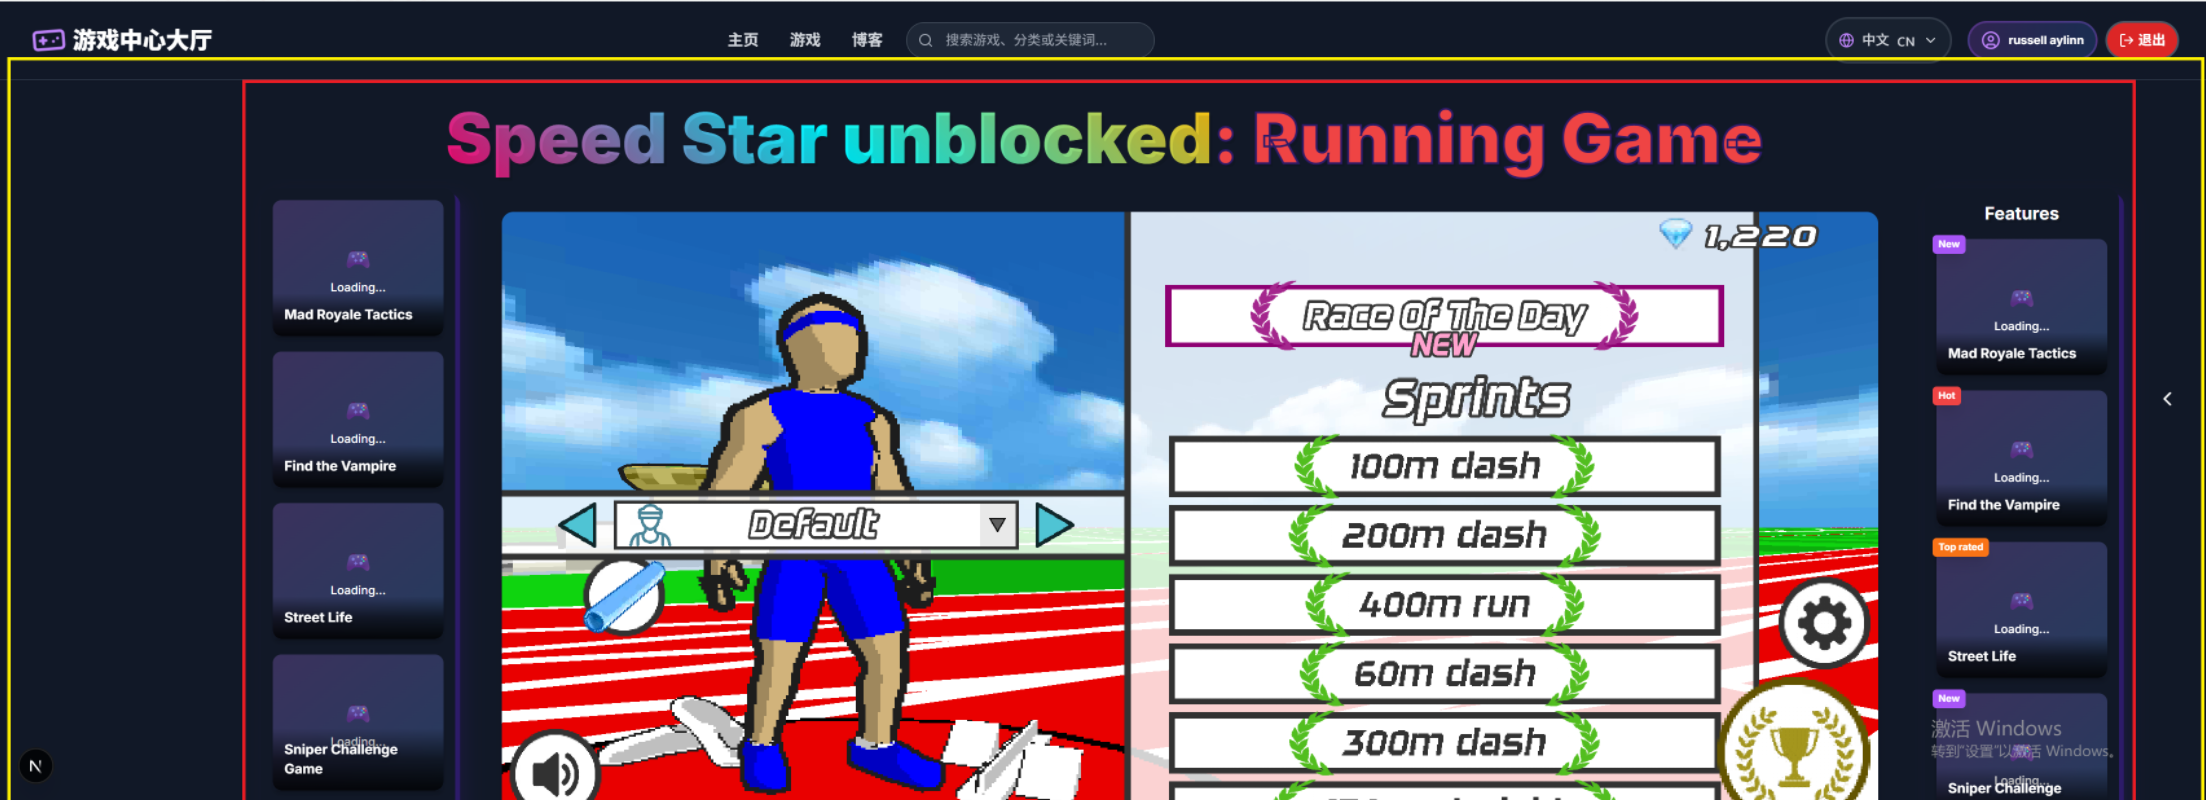 游戏中心大厅
主页
游戏
博客
搜索游戏、分类或关键词...
中文 CN
russell aylinn
退出
Speed Star unblocked: Running Game
Loading...
Mad Royale Tactics
Loading...
Find the Vampire
Loading...
Street Life
Loading...
Sniper Challenge
Game
N
1,220
Race Of The Day
NEW
Sprints
100m dash
200m dash
400m run
60m dash
300m dash
Default
Features
New
Loading...
Mad Royale Tactics
Hot
Loading...
Find the Vampire
Top rated
Loading...
Street Life
New
Loading...
Sniper Challenge
激活 Windows
转到"设置"以激活 Windows。